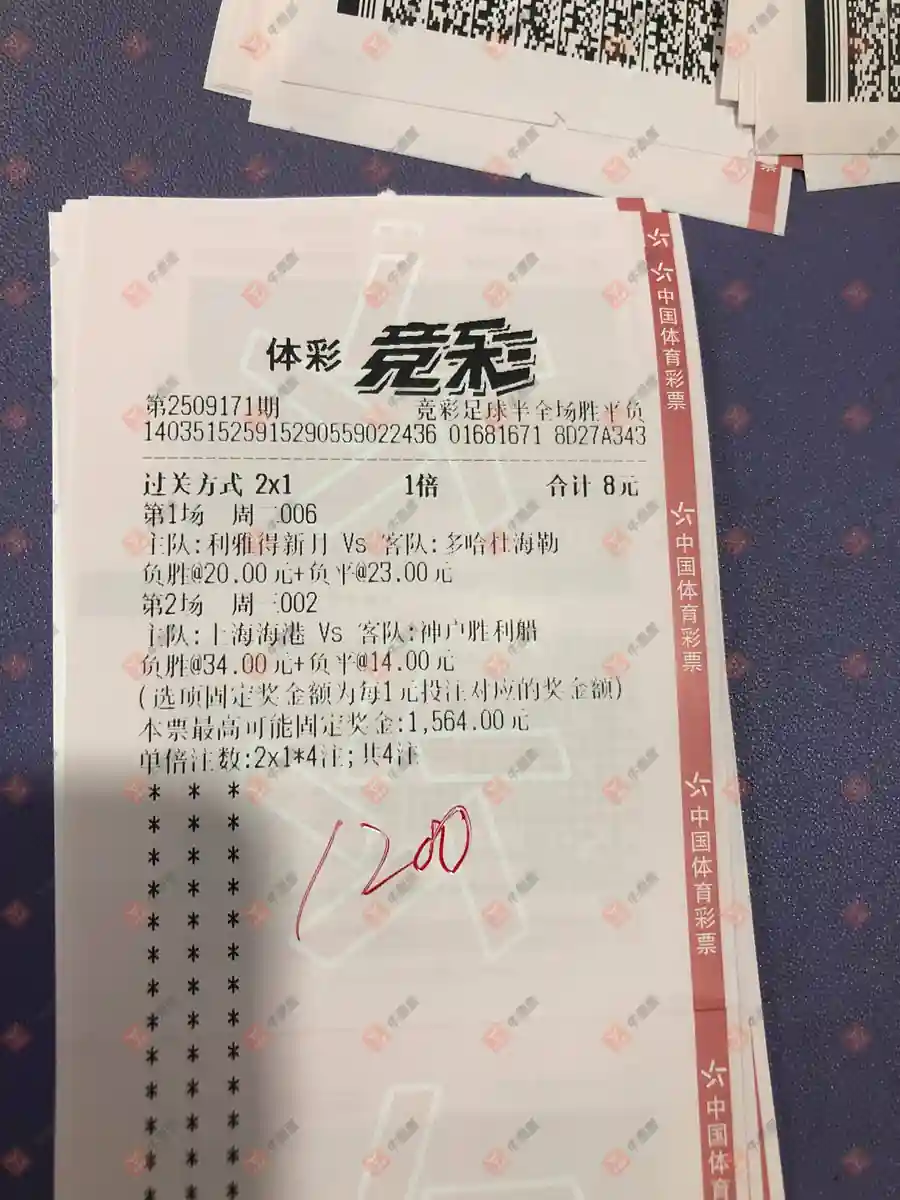 体彩 竞彩
第2509171期 竞彩足球半全场胜平负
140351525915290559022436 01681671 8D27A343
过关方式 2x1 1倍 合计 8元
第1场 周二006
主队:利雅得新月 Vs 客队:多哈杜海勒
负胜@20.00元+负平@23.00元
第2场 周三002
主队:上海海港 Vs 客队:神户胜利船
负胜@34.00元+负平@14.00元
(选项固定奖金额为每1元投注对应的奖金额)
本票最高可能固定奖金:1,564.00元
单倍注数:2x1*4注;共4注
1200
中国体育彩票
中国体育彩票
中国体育彩票
中国体